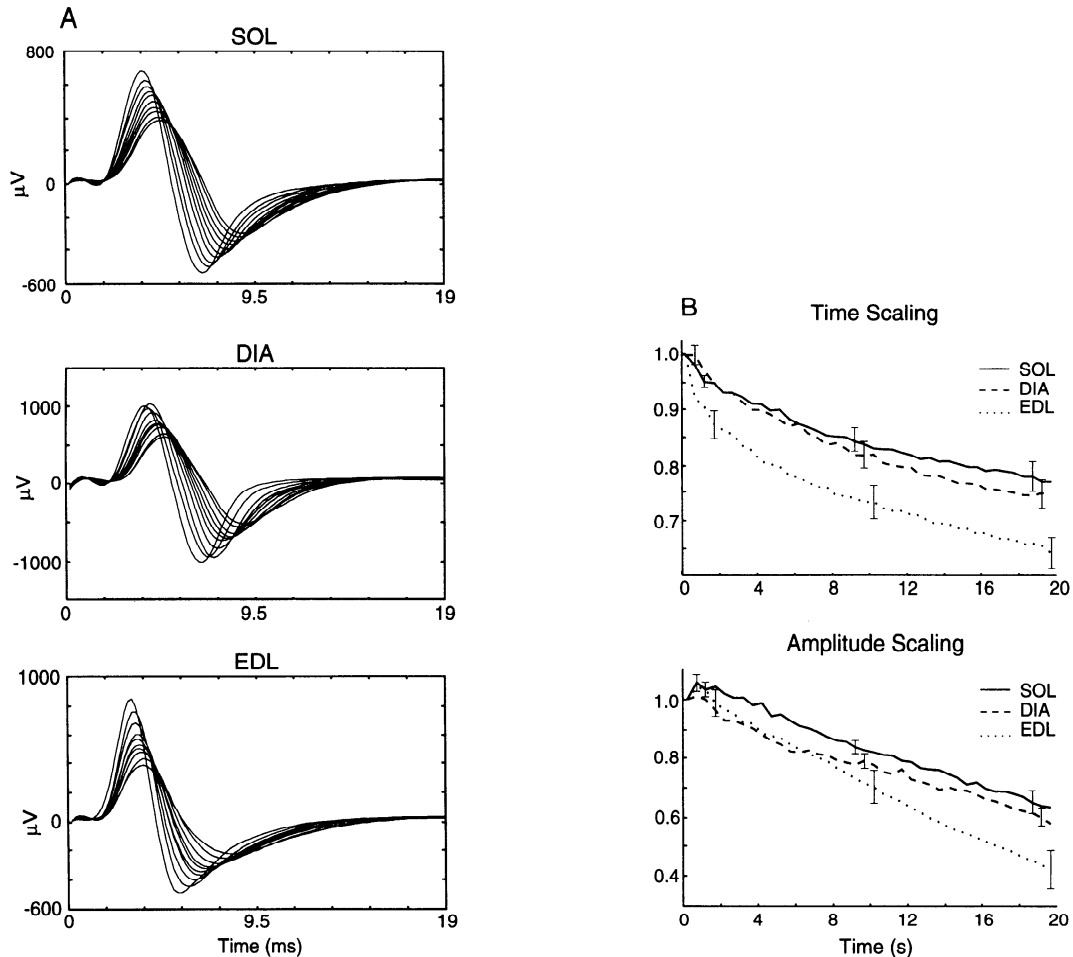 A
SOL
800
0
-600
µV
0 9.5 19
DIA
1000
0
-1000
µV
0 9.5 19
EDL
1000
0
-600
µV
0 9.5 19
Time (ms)
B
Time Scaling
1.0
0.9
0.8
0.7
SOL
DIA
EDL
0 4 8 12 16 20
Amplitude Scaling
1.0
0.8
0.6
0.4
SOL
DIA
EDL
0 4 8 12 16 20
Time (s)